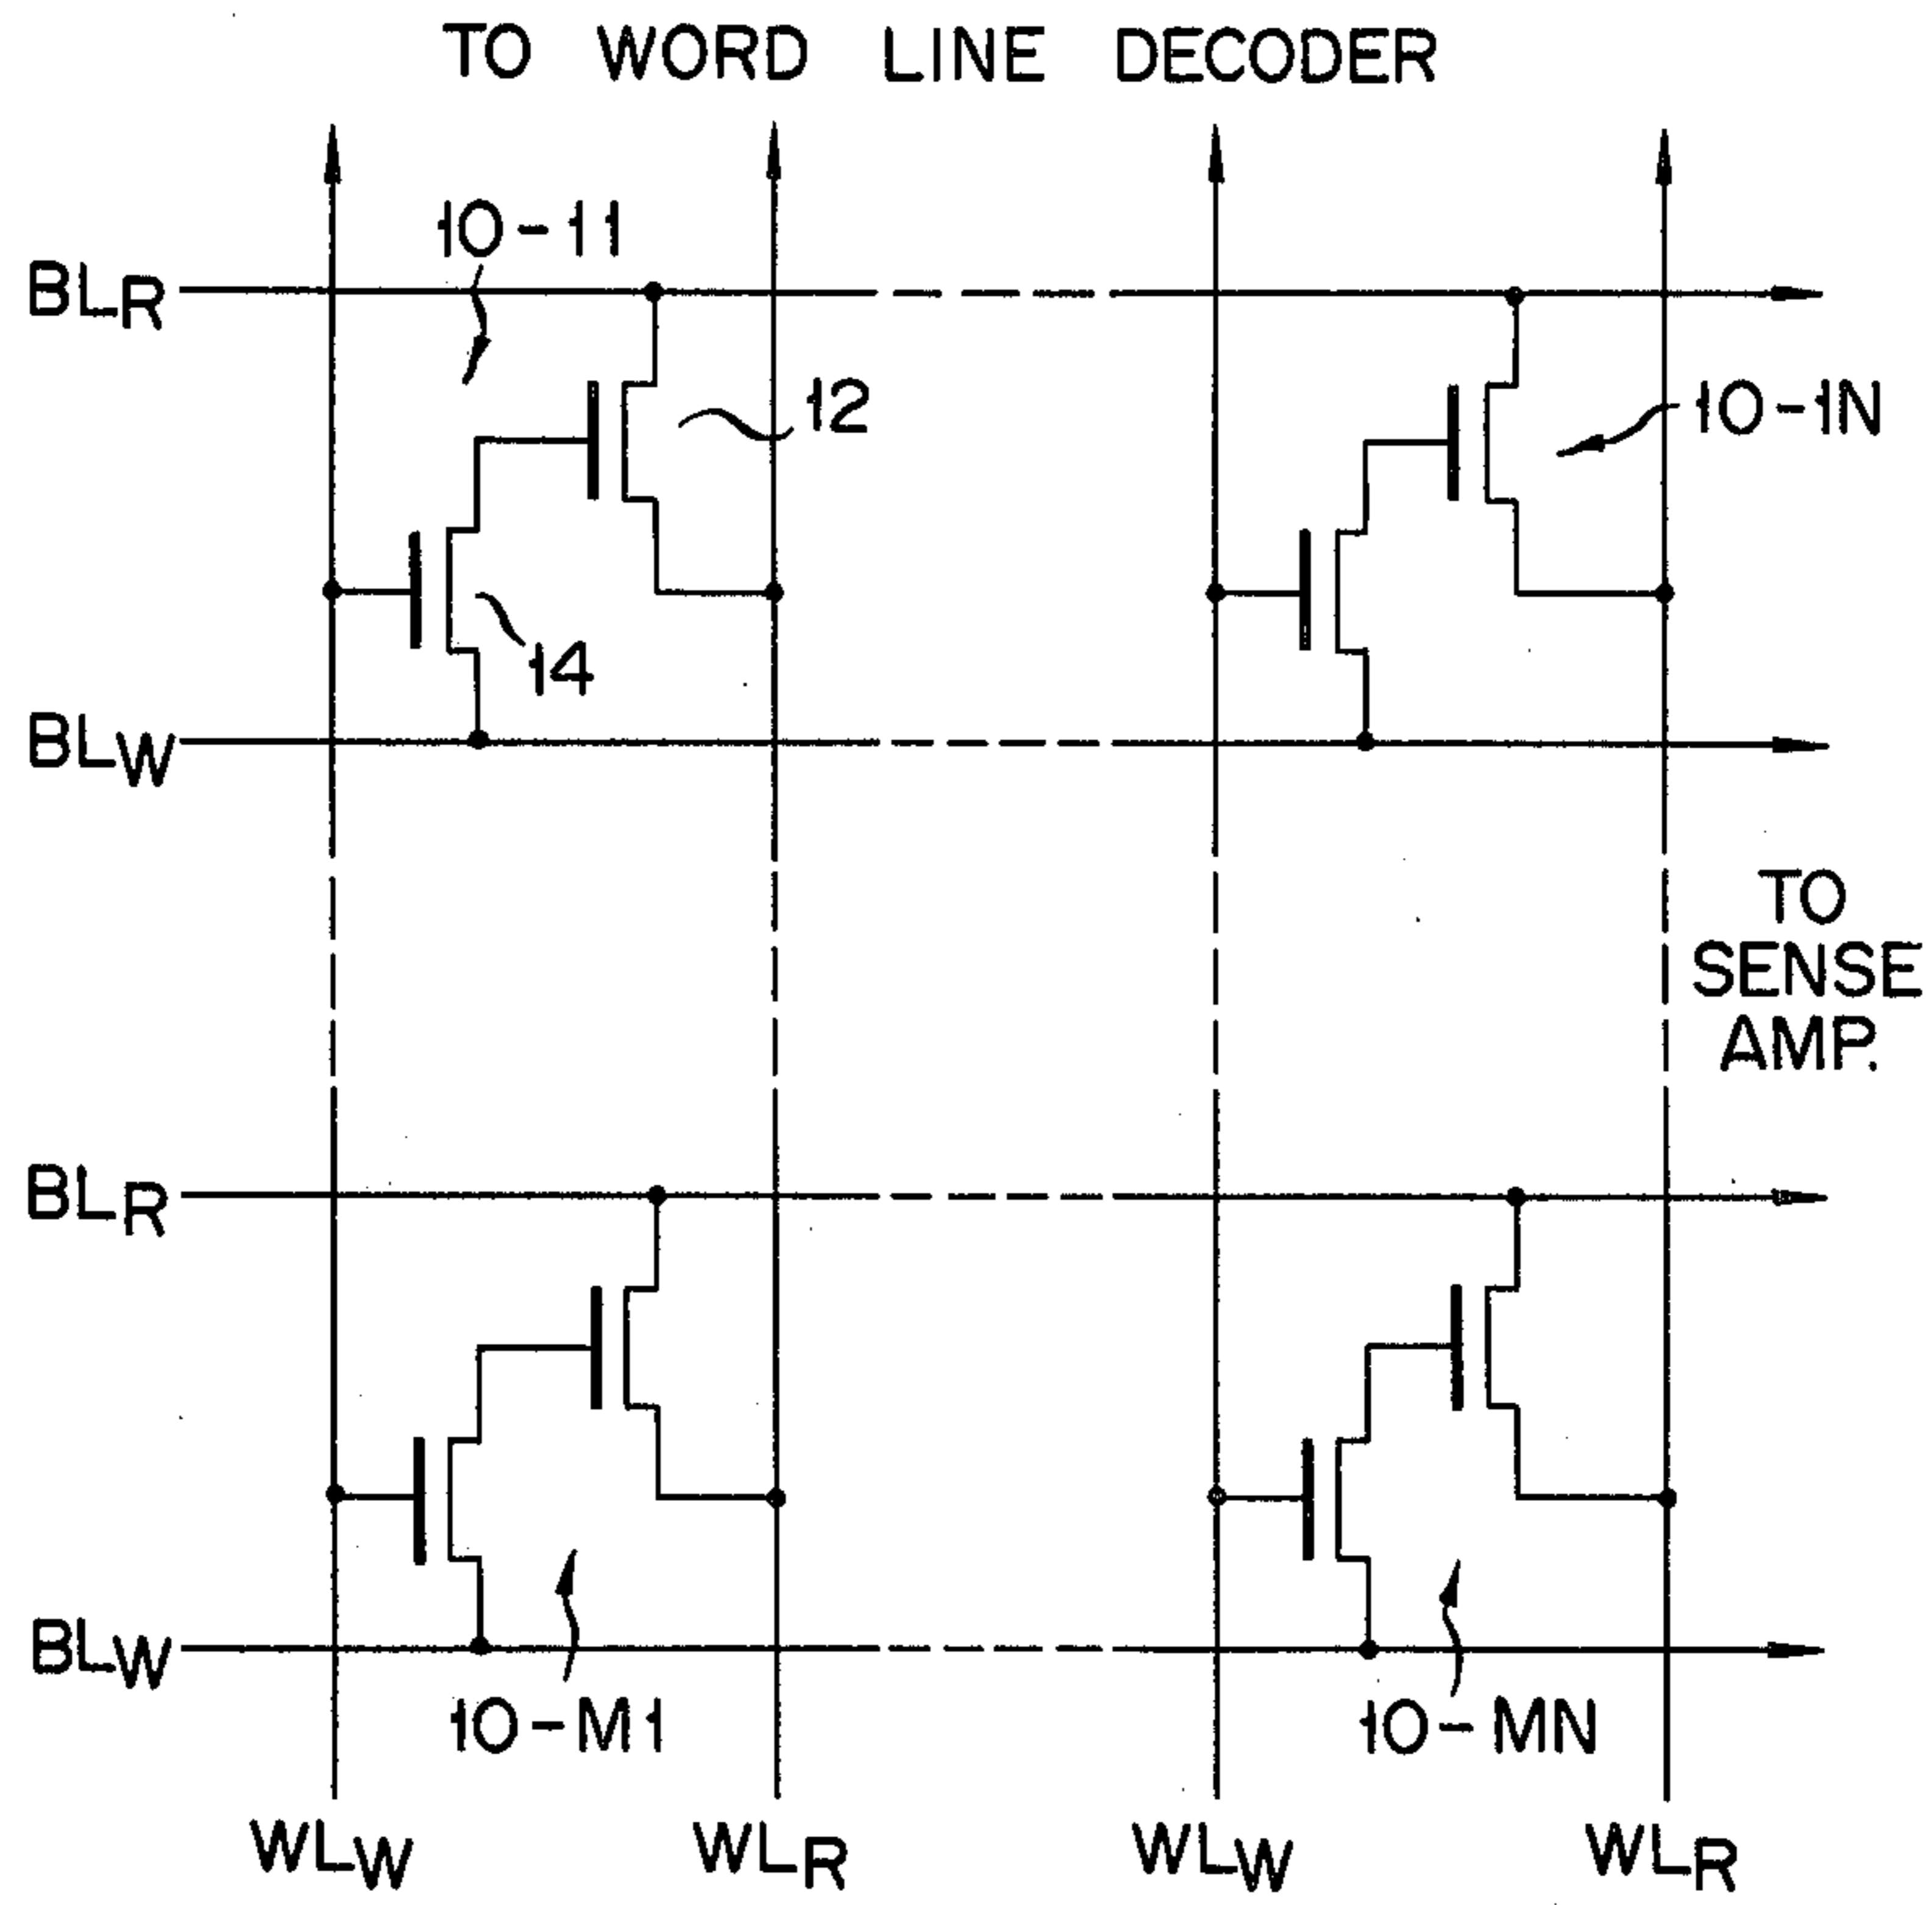 TO WORD LINE DECODER
10-11
BLR
12
10-1N
14
BLW
TO
SENSE
AMP.
BLR
BLW
10-M1
10-MN
WLW
WLR
WLW
WLR